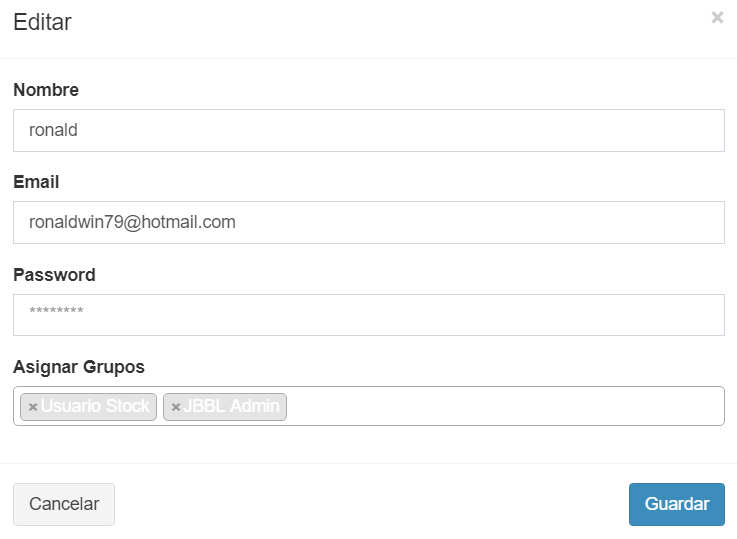 Editar ×
Nombre
ronald
Email
ronaldwin79@hotmail.com
Password
********
Asignar Grupos
×Usuario Stock ×JBBL Admin
Cancelar Guardar